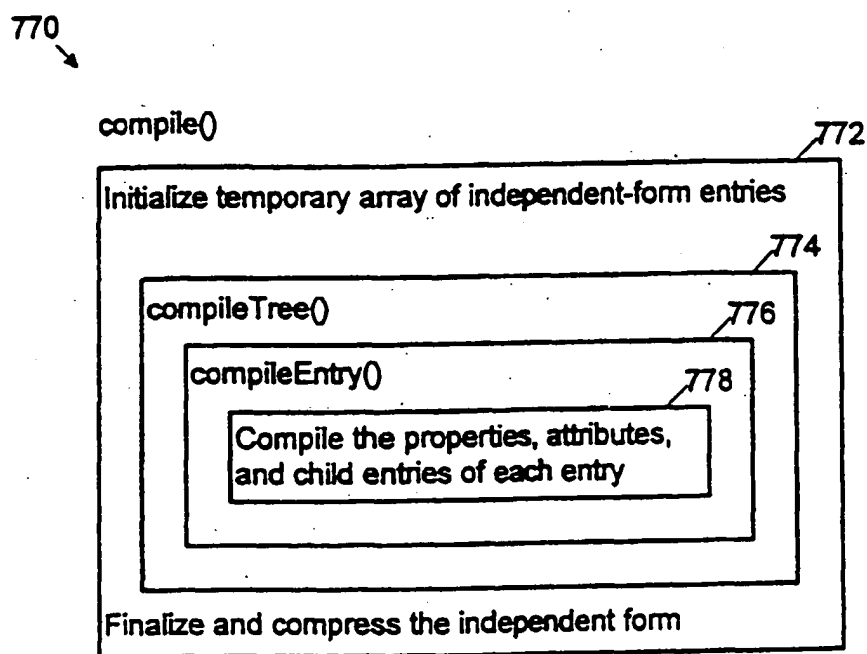 770
compile()
772
Initialize temporary array of independent-form entries
774
compileTree()
776
compileEntry()
778
Compile the properties, attributes,
and child entries of each entry
Finalize and compress the independent form